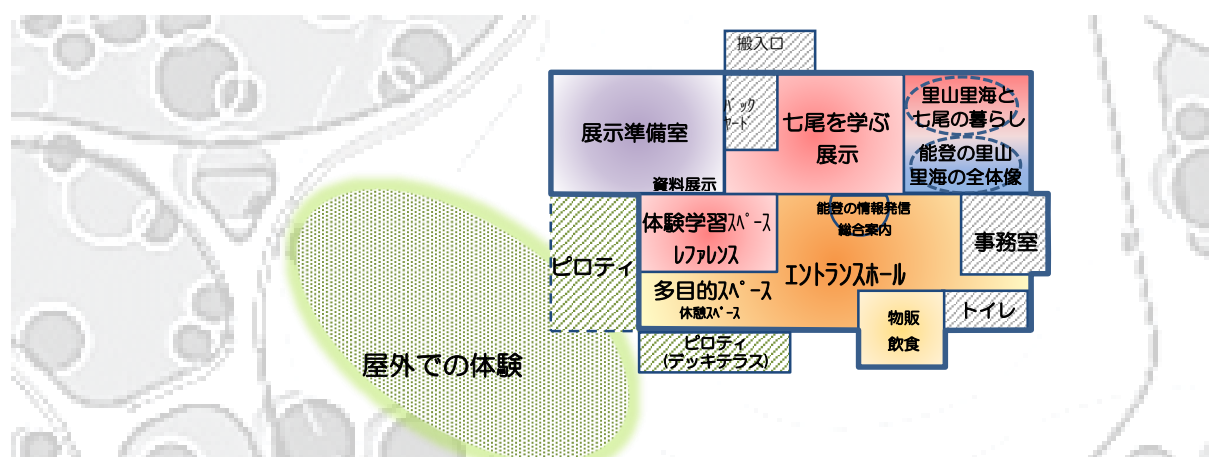 搬入口
展示準備室
資料展示
ﾊﾞｯｸ
ﾔｰﾄﾞ
七尾を学ぶ
展示
里山里海と
七尾の暮らし
能登の里山
里海の全体像
ピロティ
体験学習ｽﾍﾟｰｽ
ﾚﾌｧﾚﾝｽ
能登の情報発信
総合案内
事務室
ｴﾝﾄﾗﾝｽﾎｰﾙ
多目的ｽﾍﾟｰｽ
休憩ｽﾍﾟｰｽ
物販
飲食
トイレ
ピロティ
(デッキテラス)
屋外での体験